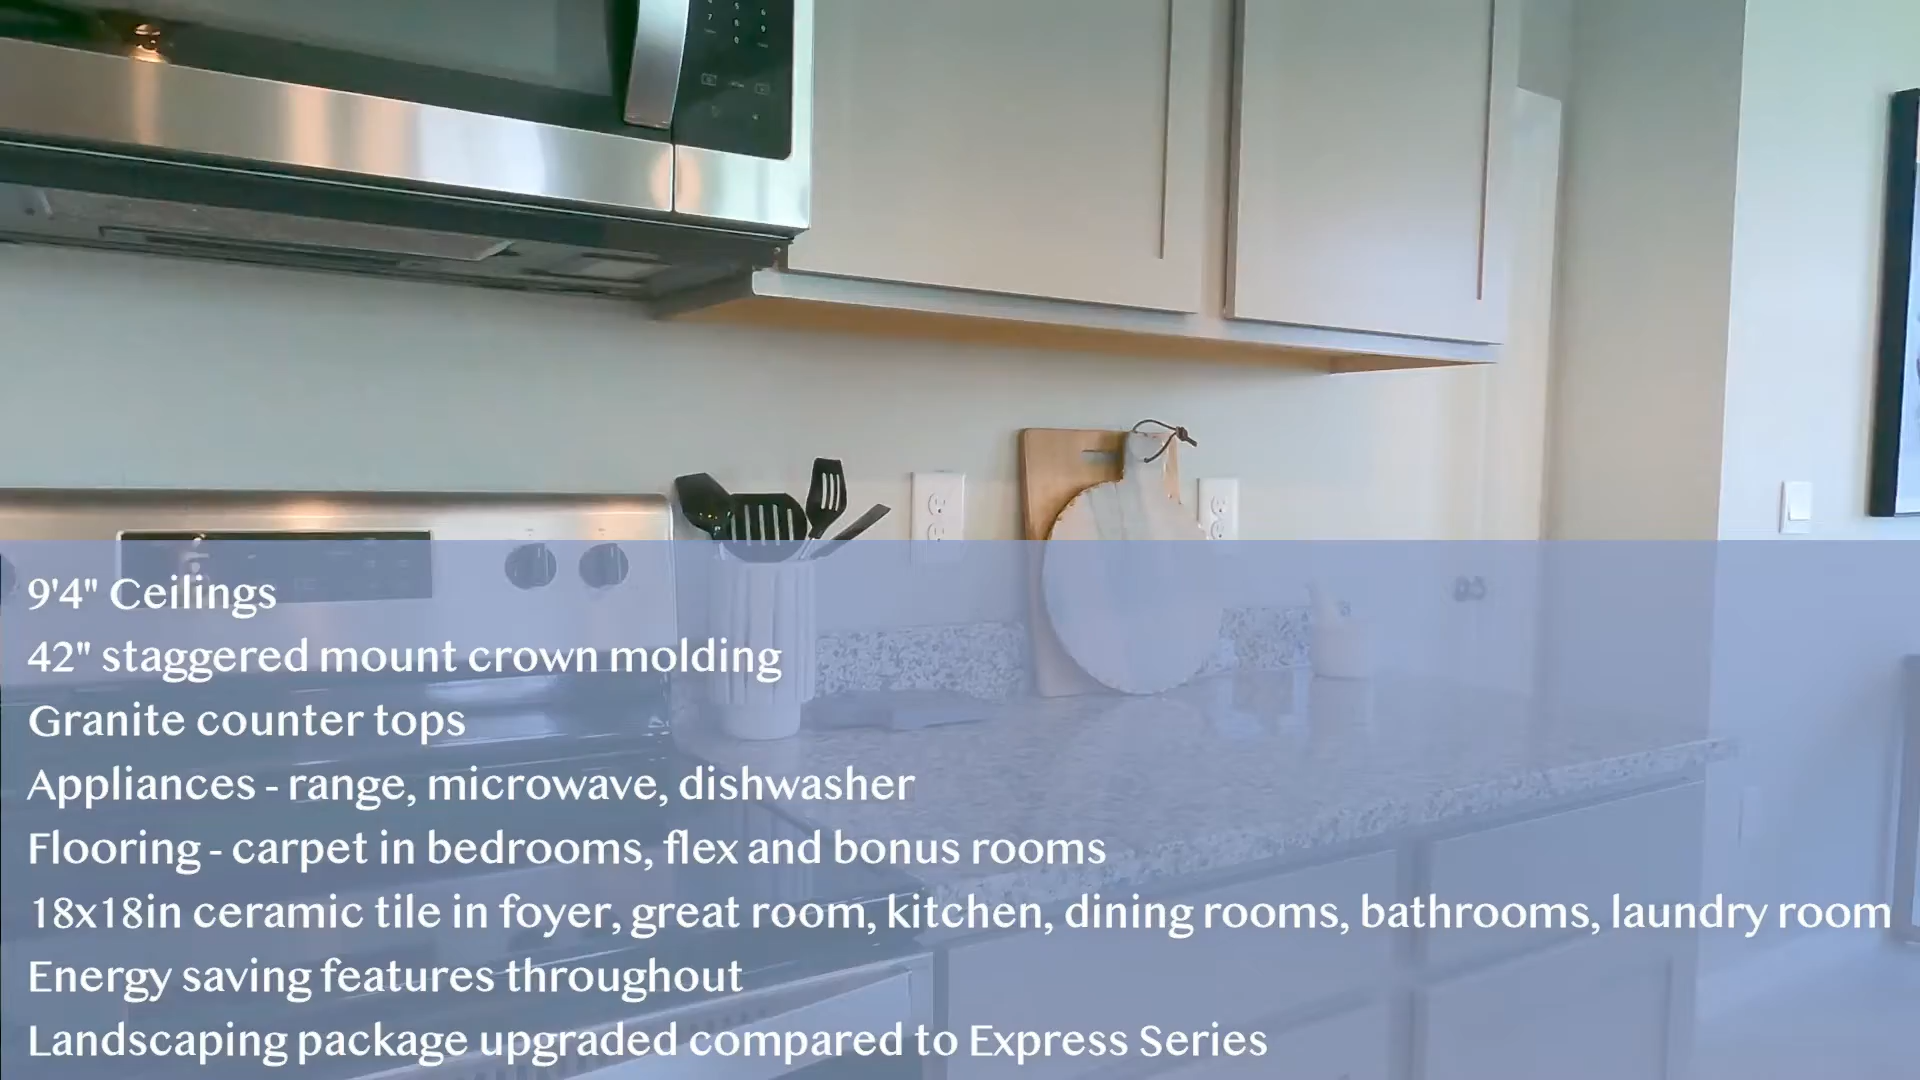 9'4" Ceilings
42" staggered mount crown molding
Granite counter tops
Appliances - range, microwave, dishwasher
Flooring - carpet in bedrooms, flex and bonus rooms
18x18in ceramic tile in foyer, great room, kitchen, dining rooms, bathrooms, laundry room
Energy saving features throughout
Landscaping package upgraded compared to Express Series